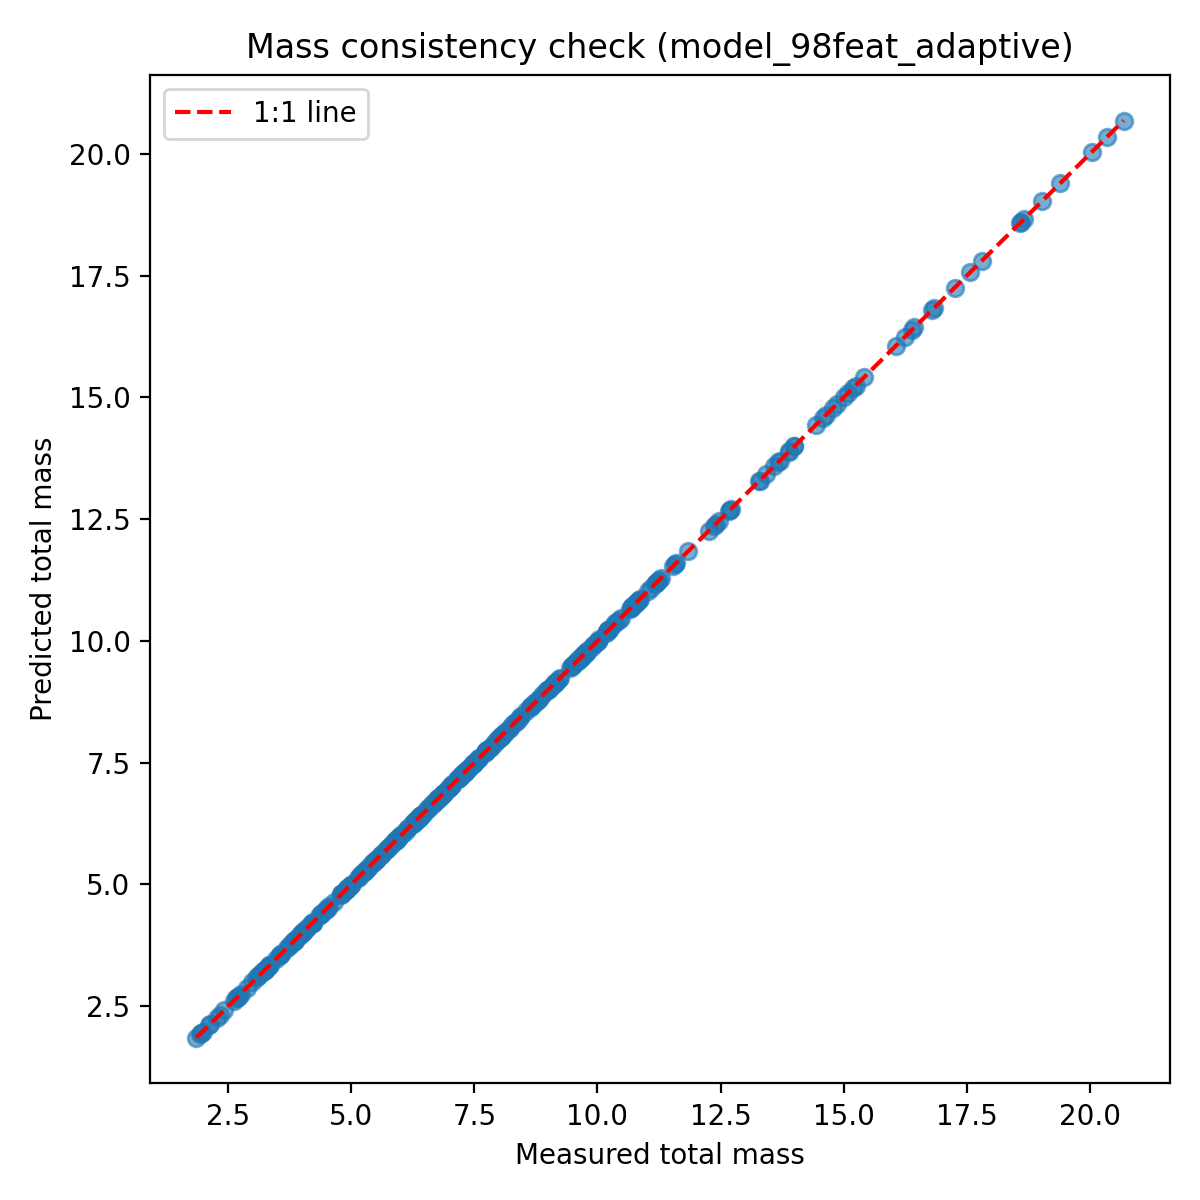 Mass consistency check (model_98feat_adaptive)
1:1 line
20.0
17.5
15.0
12.5
10.0
7.5
5.0
2.5
Predicted total mass
2.5 5.0 7.5 10.0 12.5 15.0 17.5 20.0
Measured total mass